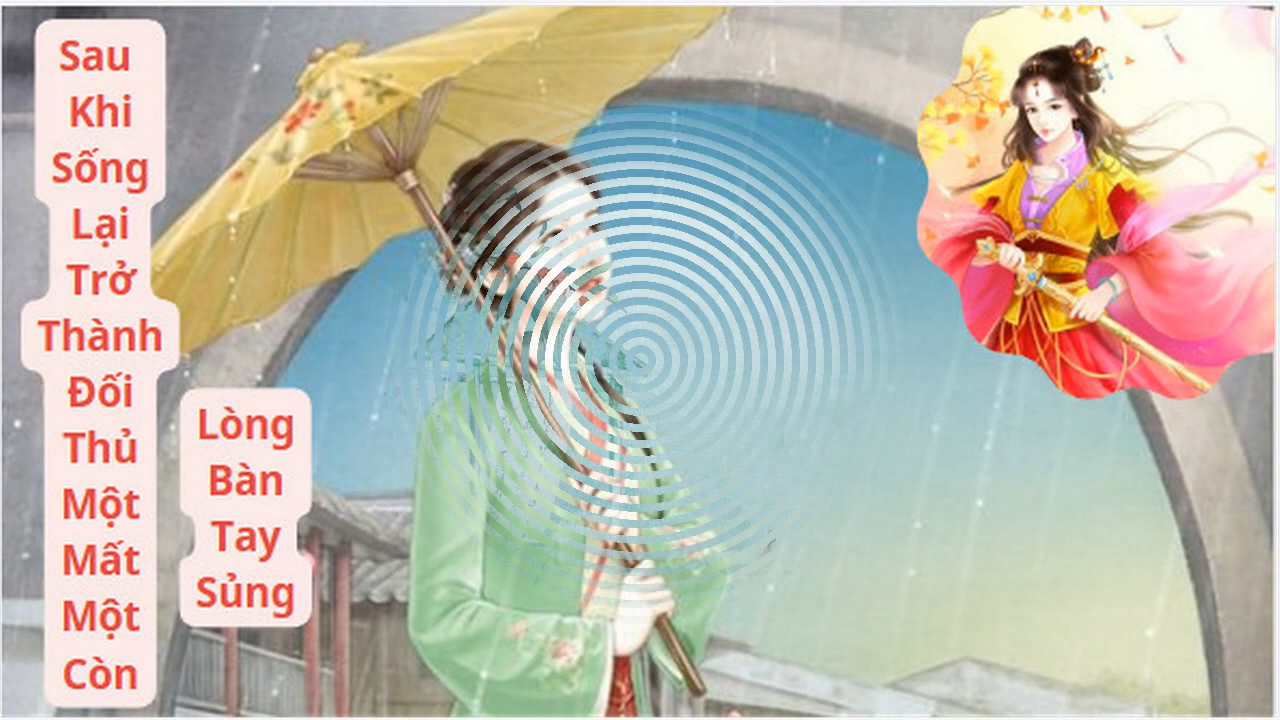 Sau
Khi
Sống
Lại
Trở
Thành
Đối
Thủ
Một
Mất
Một
Còn
Lòng
Bàn
Tay
Sủng